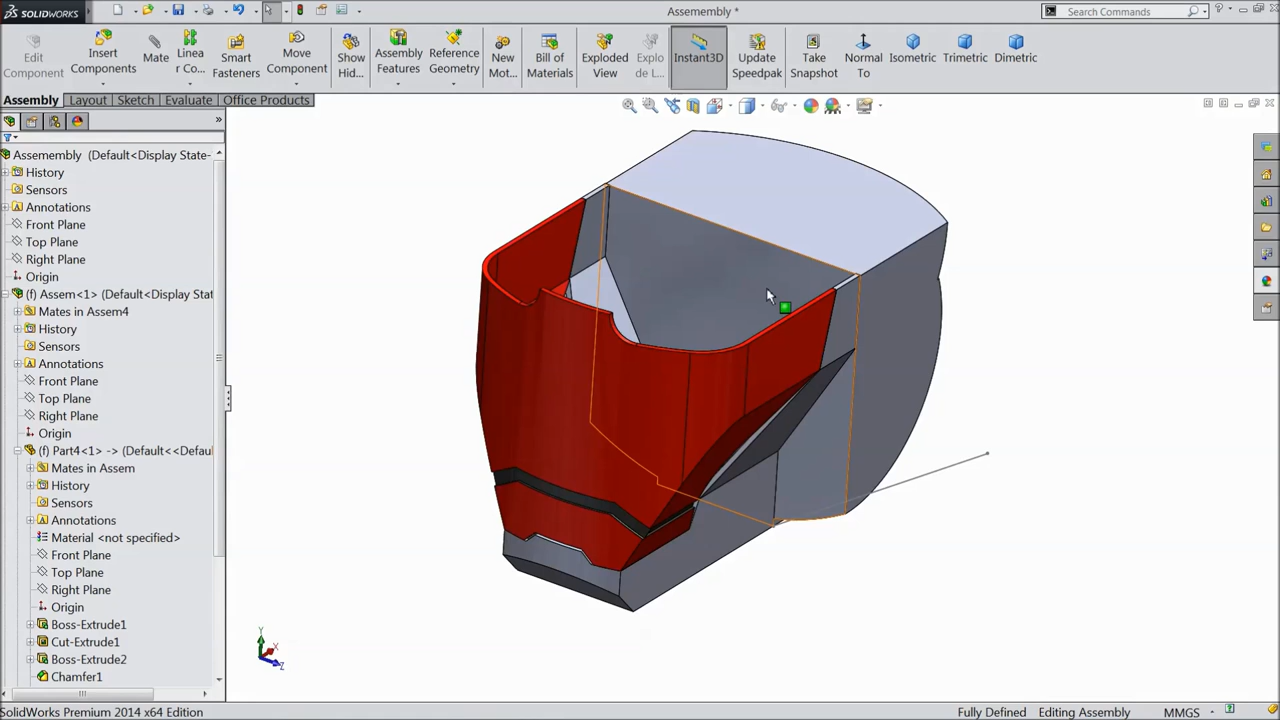 SOLIDWORKS
Assemembly *
Search Commands
Edit Component
Insert Components
Mate
Linea r Co...
Smart Fasteners
Move Component
Show Hid...
Assembly Features
Reference Geometry
New Mot...
Bill of Materials
Exploded View
Explo de L...
Instant3D
Update Speedpak
Take Snapshot
Normal To
Isometric
Trimetric
Dimetric
Assembly
Layout
Sketch
Evaluate
Office Products
Assemembly (Default<Display State-
History
Sensors
Annotations
Front Plane
Top Plane
Right Plane
Origin
(f) Assem<1> (Default<Display Sta
Mates in Assem4
History
Sensors
Annotations
Front Plane
Top Plane
Right Plane
Origin
(f) Part4<1> -> (Default<<Defau
Mates in Assem
History
Sensors
Annotations
Material <not specified>
Front Plane
Top Plane
Right Plane
Origin
Boss-Extrude1
Cut-Extrude1
Boss-Extrude2
Chamfer1
Y
X
Z
SolidWorks Premium 2014 x64 Edition
Fully Defined
Editing Assembly
MMGS